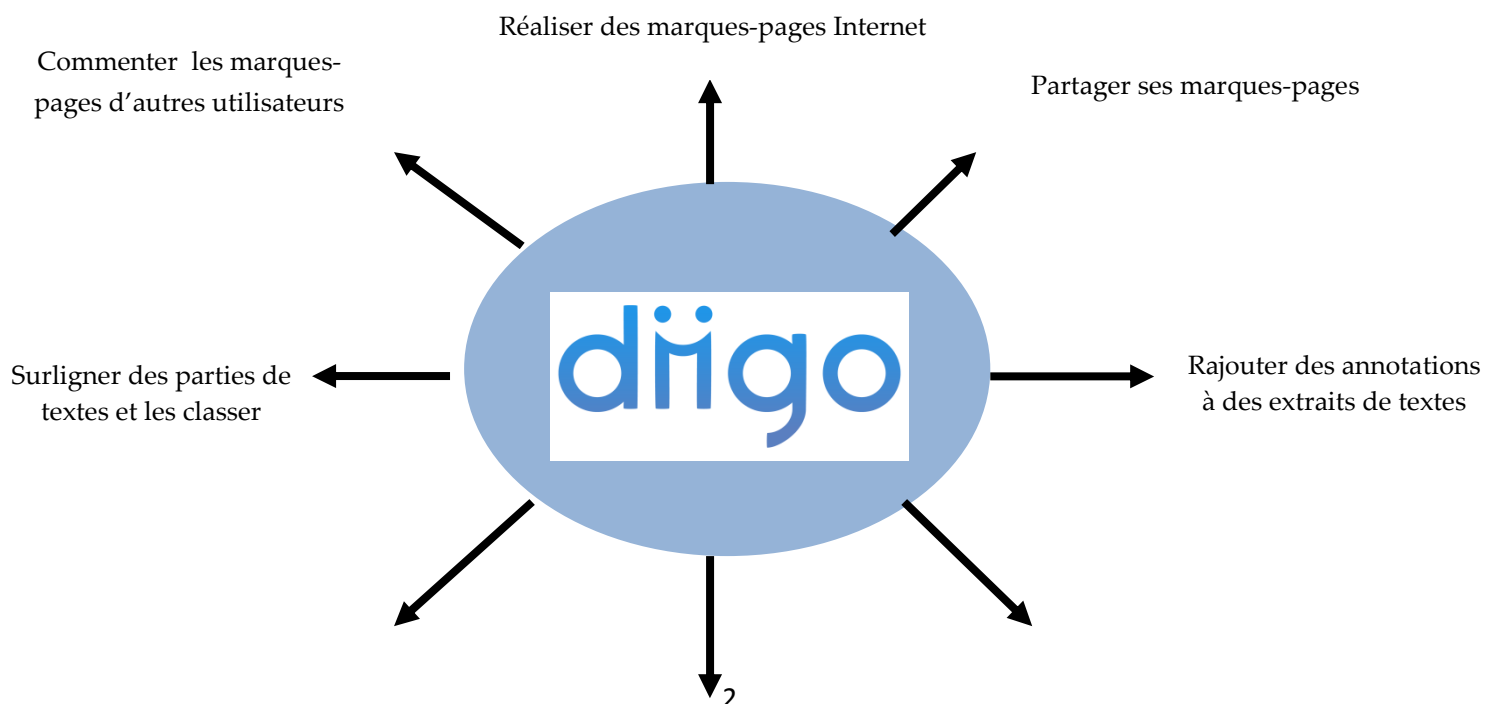 Réaliser des marques-pages Internet
Commenter les marques-
pages d'autres utilisateurs
Partager ses marques-pages
diigo
Surligner des parties de
textes et les classer
Rajouter des annotations
à des extraits de textes
2